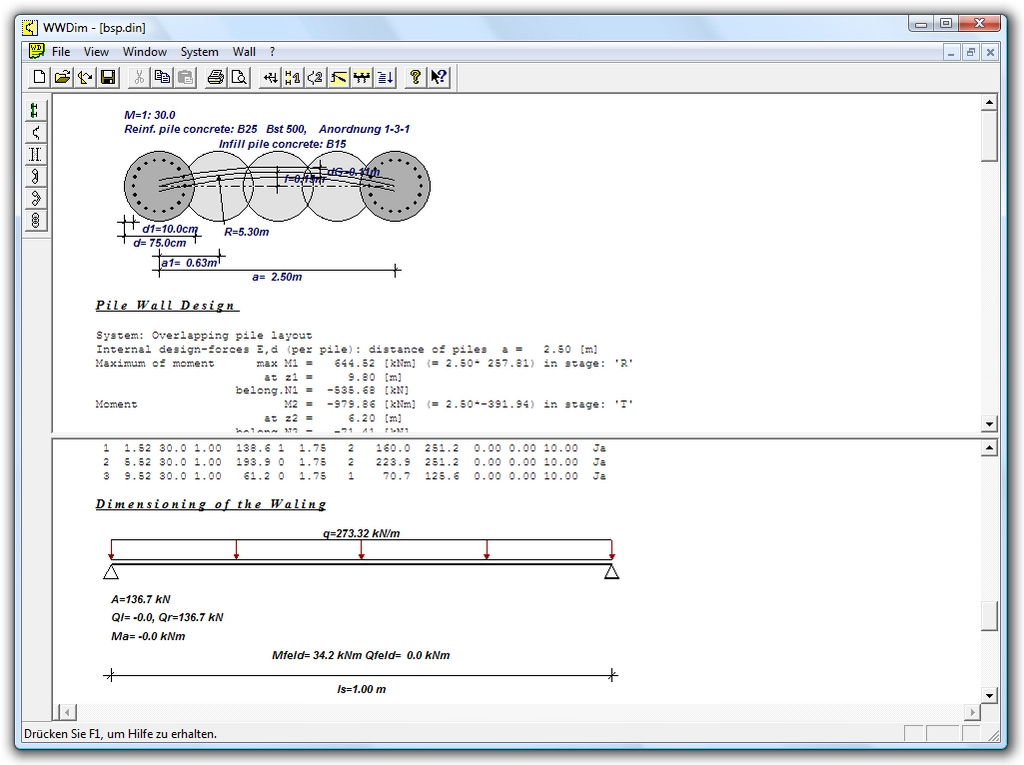 WWDim - [bsp.din]
File View Window System Wall ?
M=1: 30.0
Reinf. pile concrete: B25 Bst 500, Anordnung 1-3-1
Infill pile concrete: B15
d1=10.0cm
R=5.30m
d= 75.0cm
a1= 0.63m
a= 2.50m
Pile Wall Design
System: Overlapping pile layout
Internal design-forces E,d (per pile): distance of piles a = 2.50 [m]
Maximum of moment max M1 = 644.52 [kNm] (= 2.50* 257.81) in stage: 'R'
at z1 = 9.80 [m]
belong.N1 = -535.68 [kN]
Moment M2 = -979.86 [kNm] (= 2.50*-391.94) in stage: 'T'
at z2 = 6.20 [m]
belong.N2 = -71.41 [kN]
1 1.52 30.0 1.00 138.6 1 1.75 2 160.0 251.2 0.00 0.00 10.00 Ja
2 5.52 30.0 1.00 193.9 0 1.75 2 223.9 251.2 0.00 0.00 10.00 Ja
3 9.52 30.0 1.00 61.2 0 1.75 1 70.7 125.6 0.00 0.00 10.00 Ja
Dimensioning of the Waling
q=273.32 kN/m
A=136.7 kN
Ql= -0.0, Qr=136.7 kN
Ma= -0.0 kNm
Mfeld= 34.2 kNm Qfeld= 0.0 kNm
ls=1.00 m
Drücken Sie F1, um Hilfe zu erhalten.